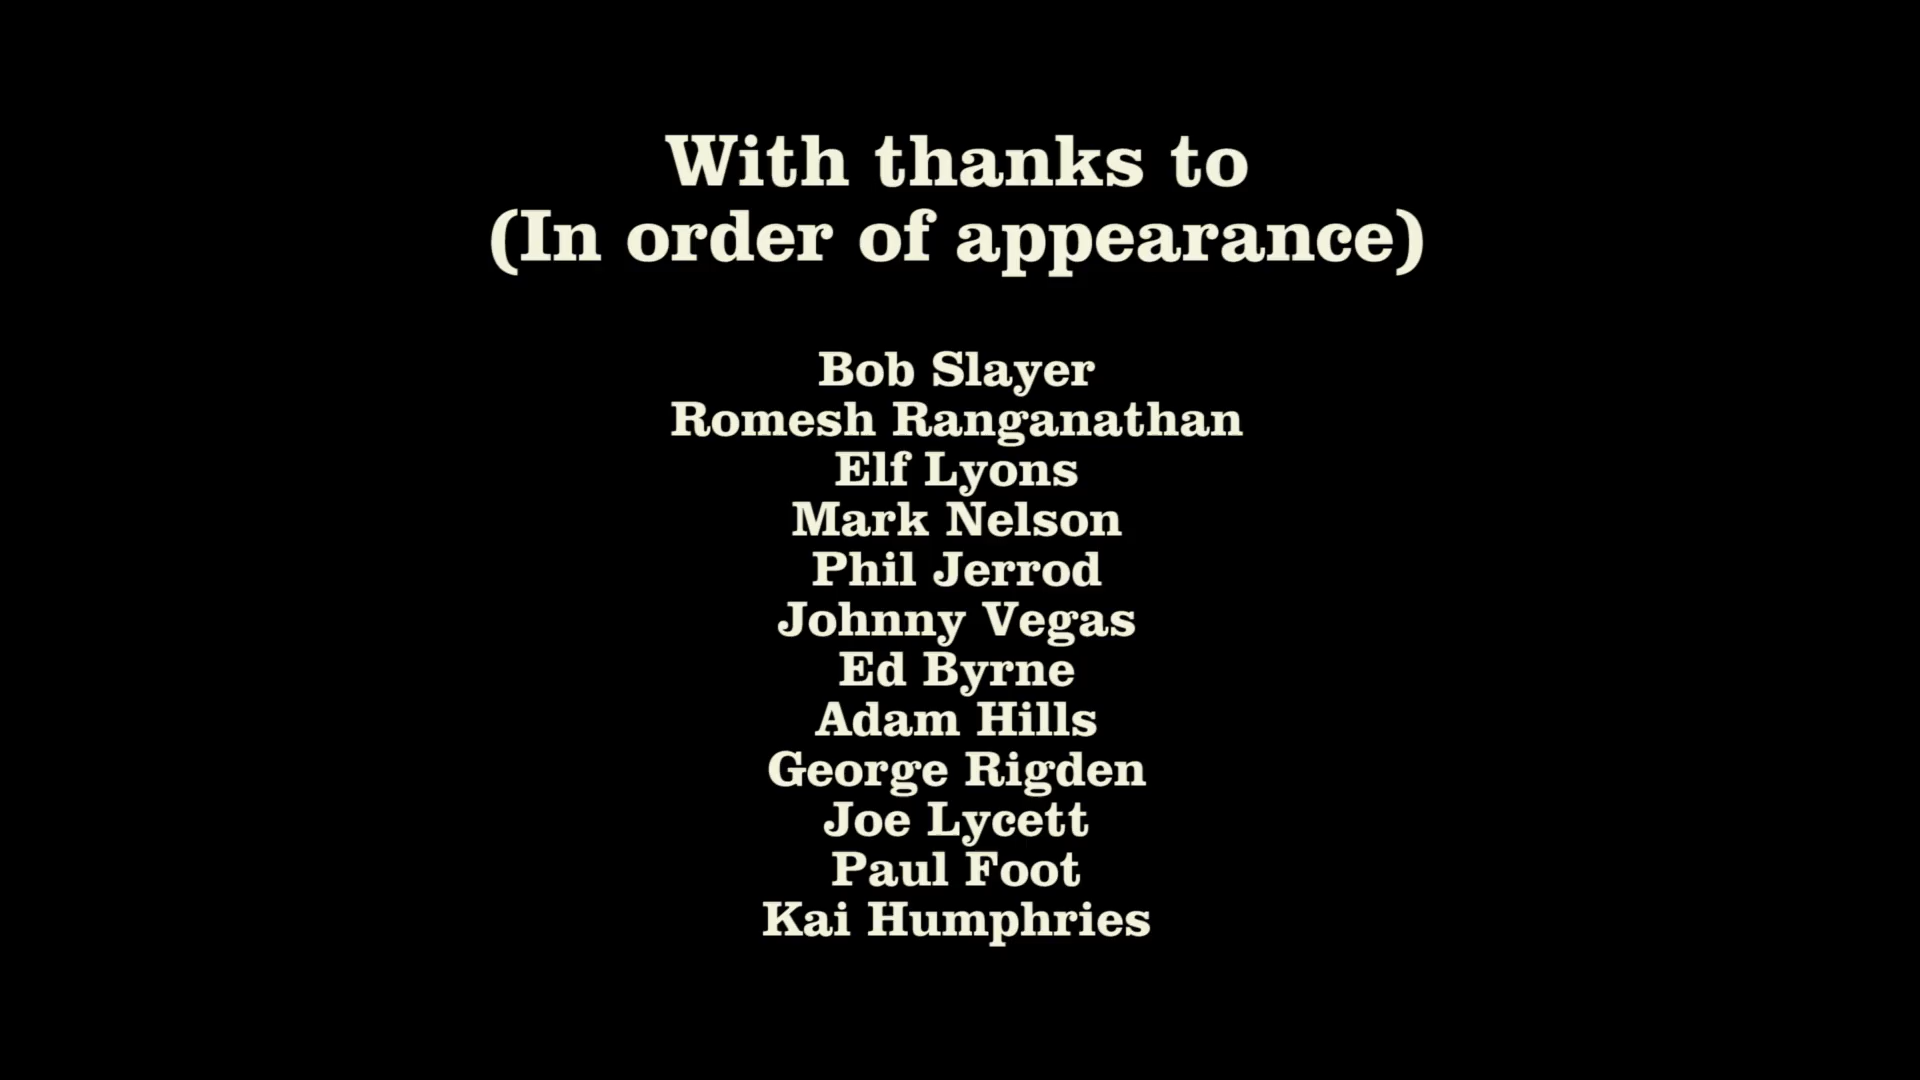 With thanks to
(In order of appearance)
Bob Slayer
Romesh Ranganathan
Elf Lyons
Mark Nelson
Phil Jerrod
Johnny Vegas
Ed Byrne
Adam Hills
George Rigden
Joe Lycett
Paul Foot
Kai Humphries